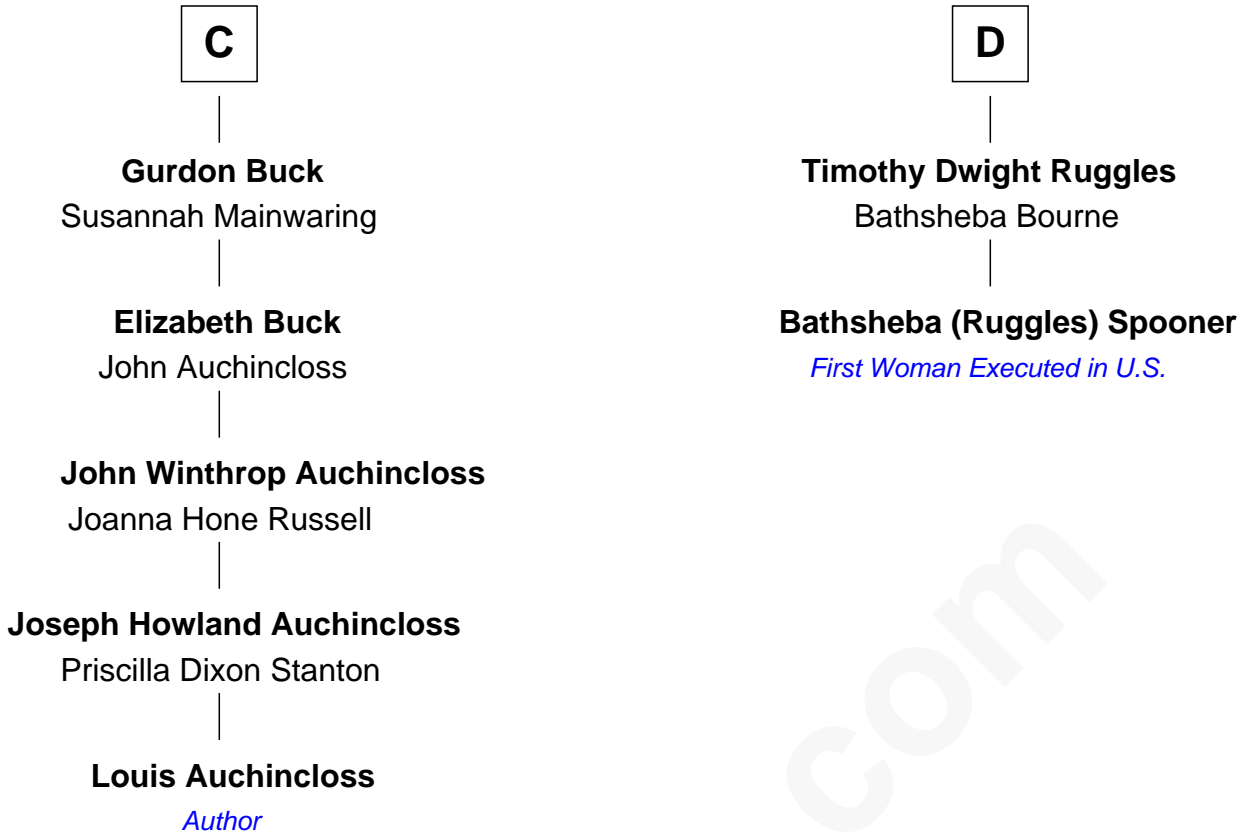 C
Gurdon Buck
Susannah Mainwaring
Elizabeth Buck
John Auchincloss
John Winthrop Auchincloss
Joanna Hone Russell
Joseph Howland Auchincloss
Priscilla Dixon Stanton
Louis Auchincloss
Author
D
Timothy Dwight Ruggles
Bathsheba Bourne
Bathsheba (Ruggles) Spooner
First Woman Executed in U.S.
com